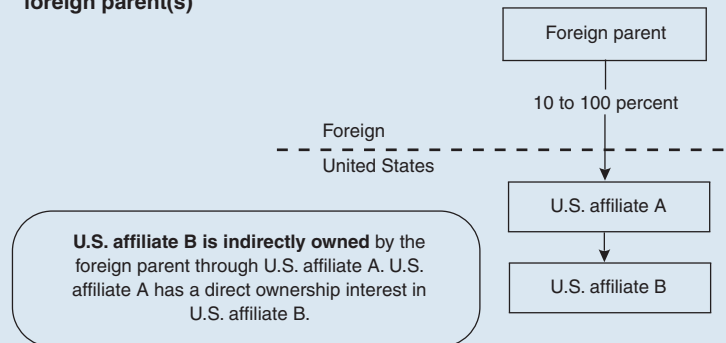 foreign parent(s)
Foreign parent
10 to 100 percent
Foreign
United States
U.S. affiliate A
U.S. affiliate B is indirectly owned by the
foreign parent through U.S. affiliate A. U.S.
affiliate A has a direct ownership interest in
U.S. affiliate B.
U.S. affiliate B